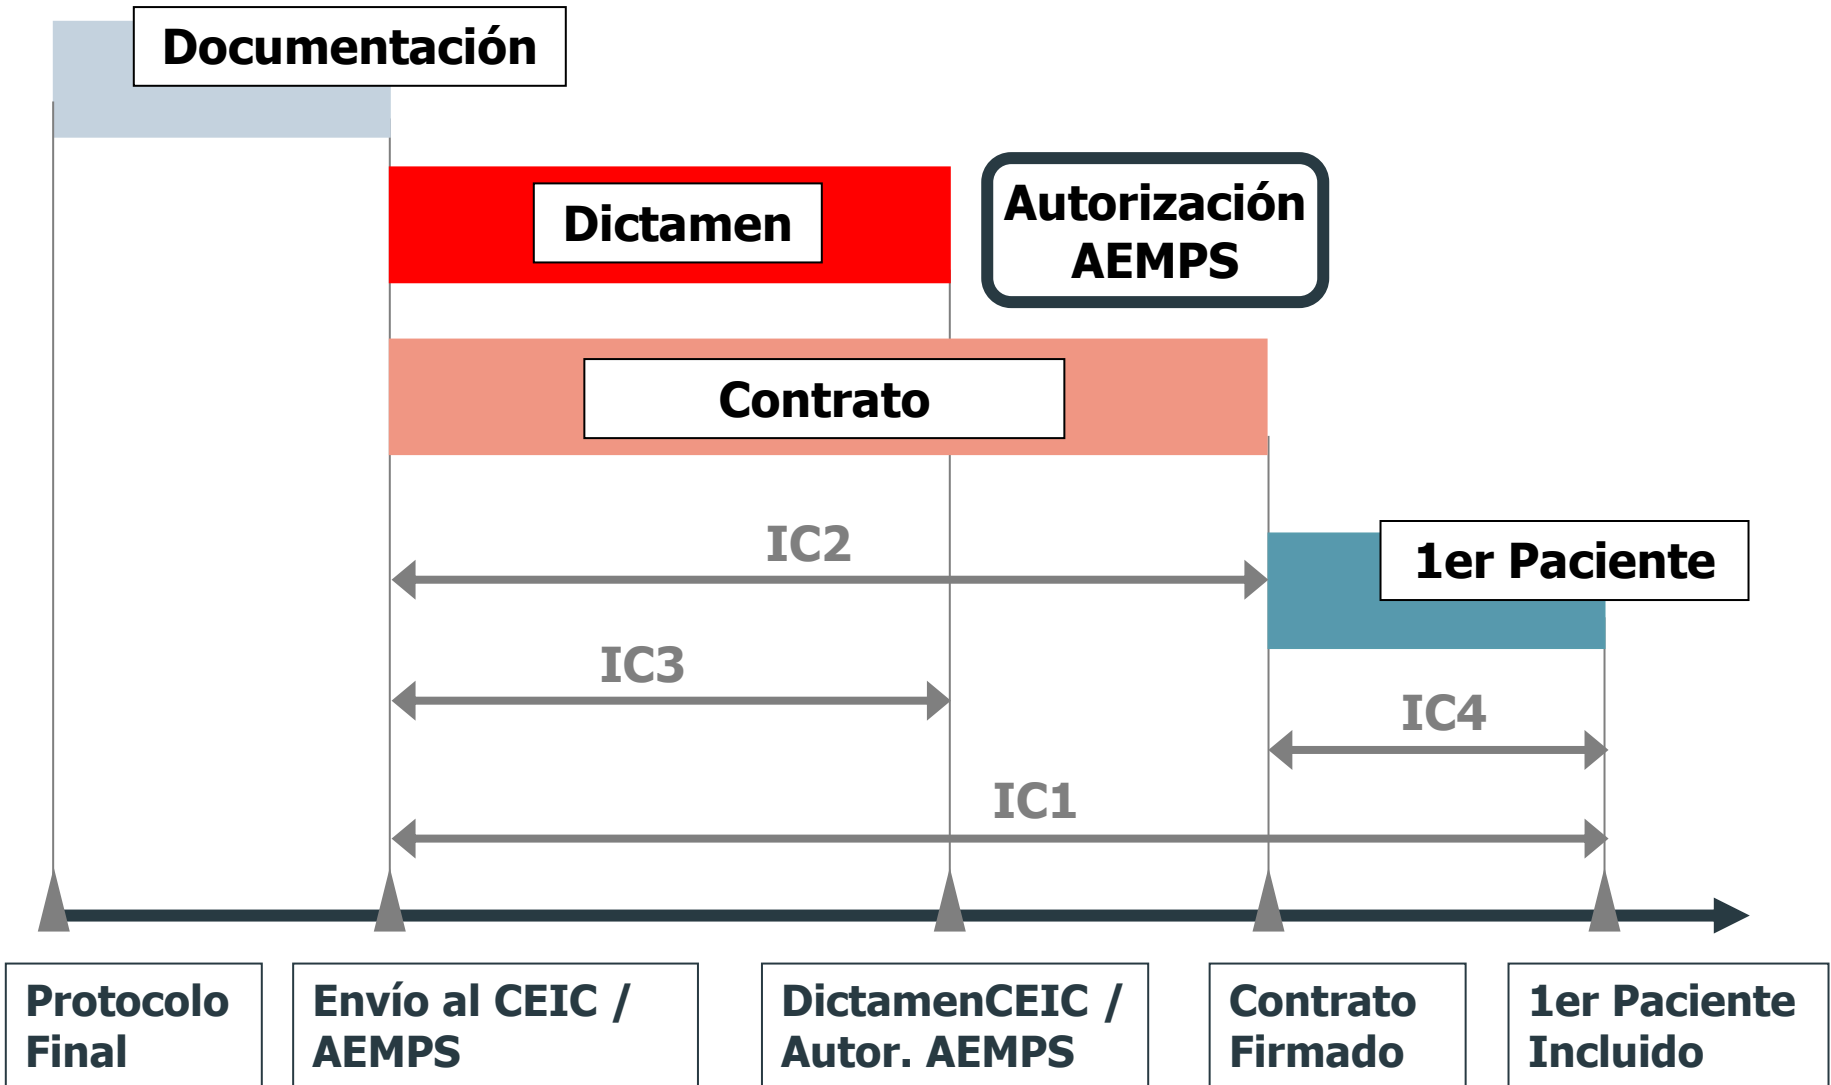 Documentación
Dictamen
Autorización
AEMPS
Contrato
IC2
1er Paciente
IC3
IC4
IC1
Protocolo
Final
Envío al CEIC /
AEMPS
DictamenCEIC /
Autor. AEMPS
Contrato
Firmado
1er Paciente
Incluido